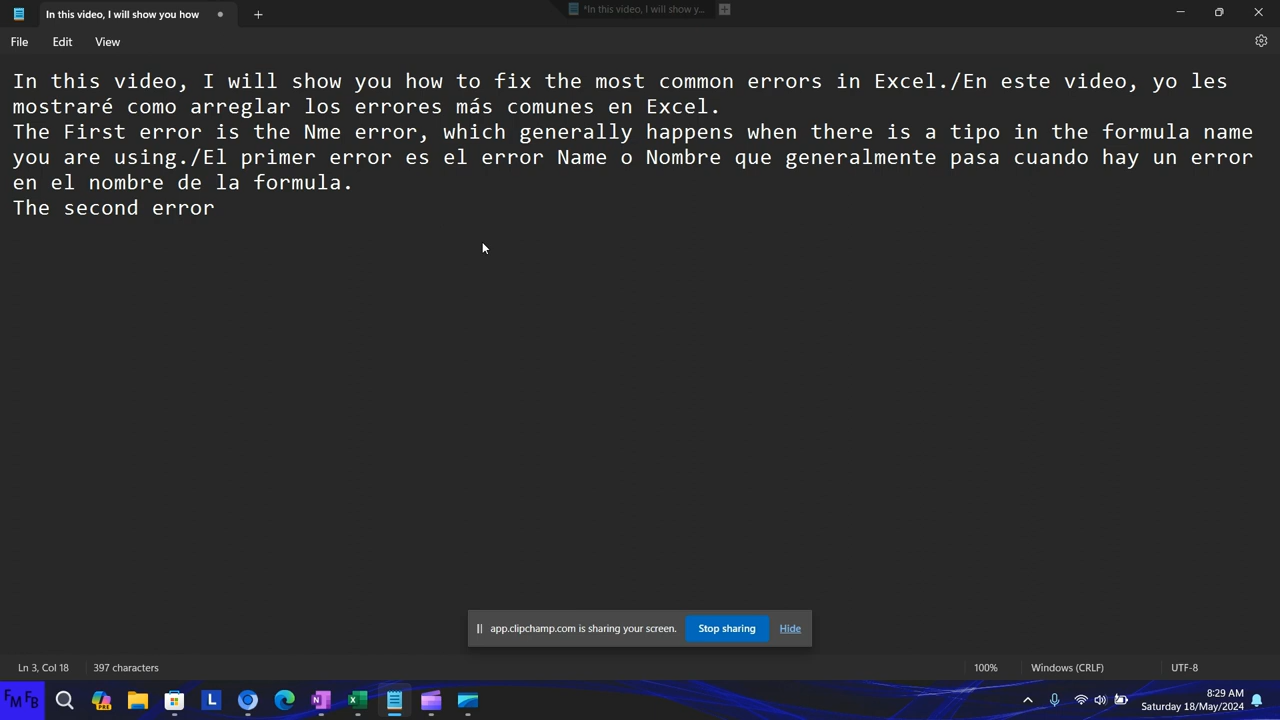 In this video, I will show you how
*In this video, I will show y...
File
Edit
View
In this video, I will show you how to fix the most common errors in Excel./En este video, yo les
mostraré como arreglar los errores más comunes en Excel.
The First error is the Nme error, which generally happens when there is a tipo in the formula name
you are using./El primer error es el error Name o Nombre que generalmente pasa cuando hay un error
en el nombre de la formula.
The second error
app.clipchamp.com is sharing your screen.
Stop sharing
Hide
Ln 3, Col 18
397 characters
100%
Windows (CRLF)
UTF-8
FM FB
PRE
L
N
X
8:29 AM
Saturday 18/May/2024